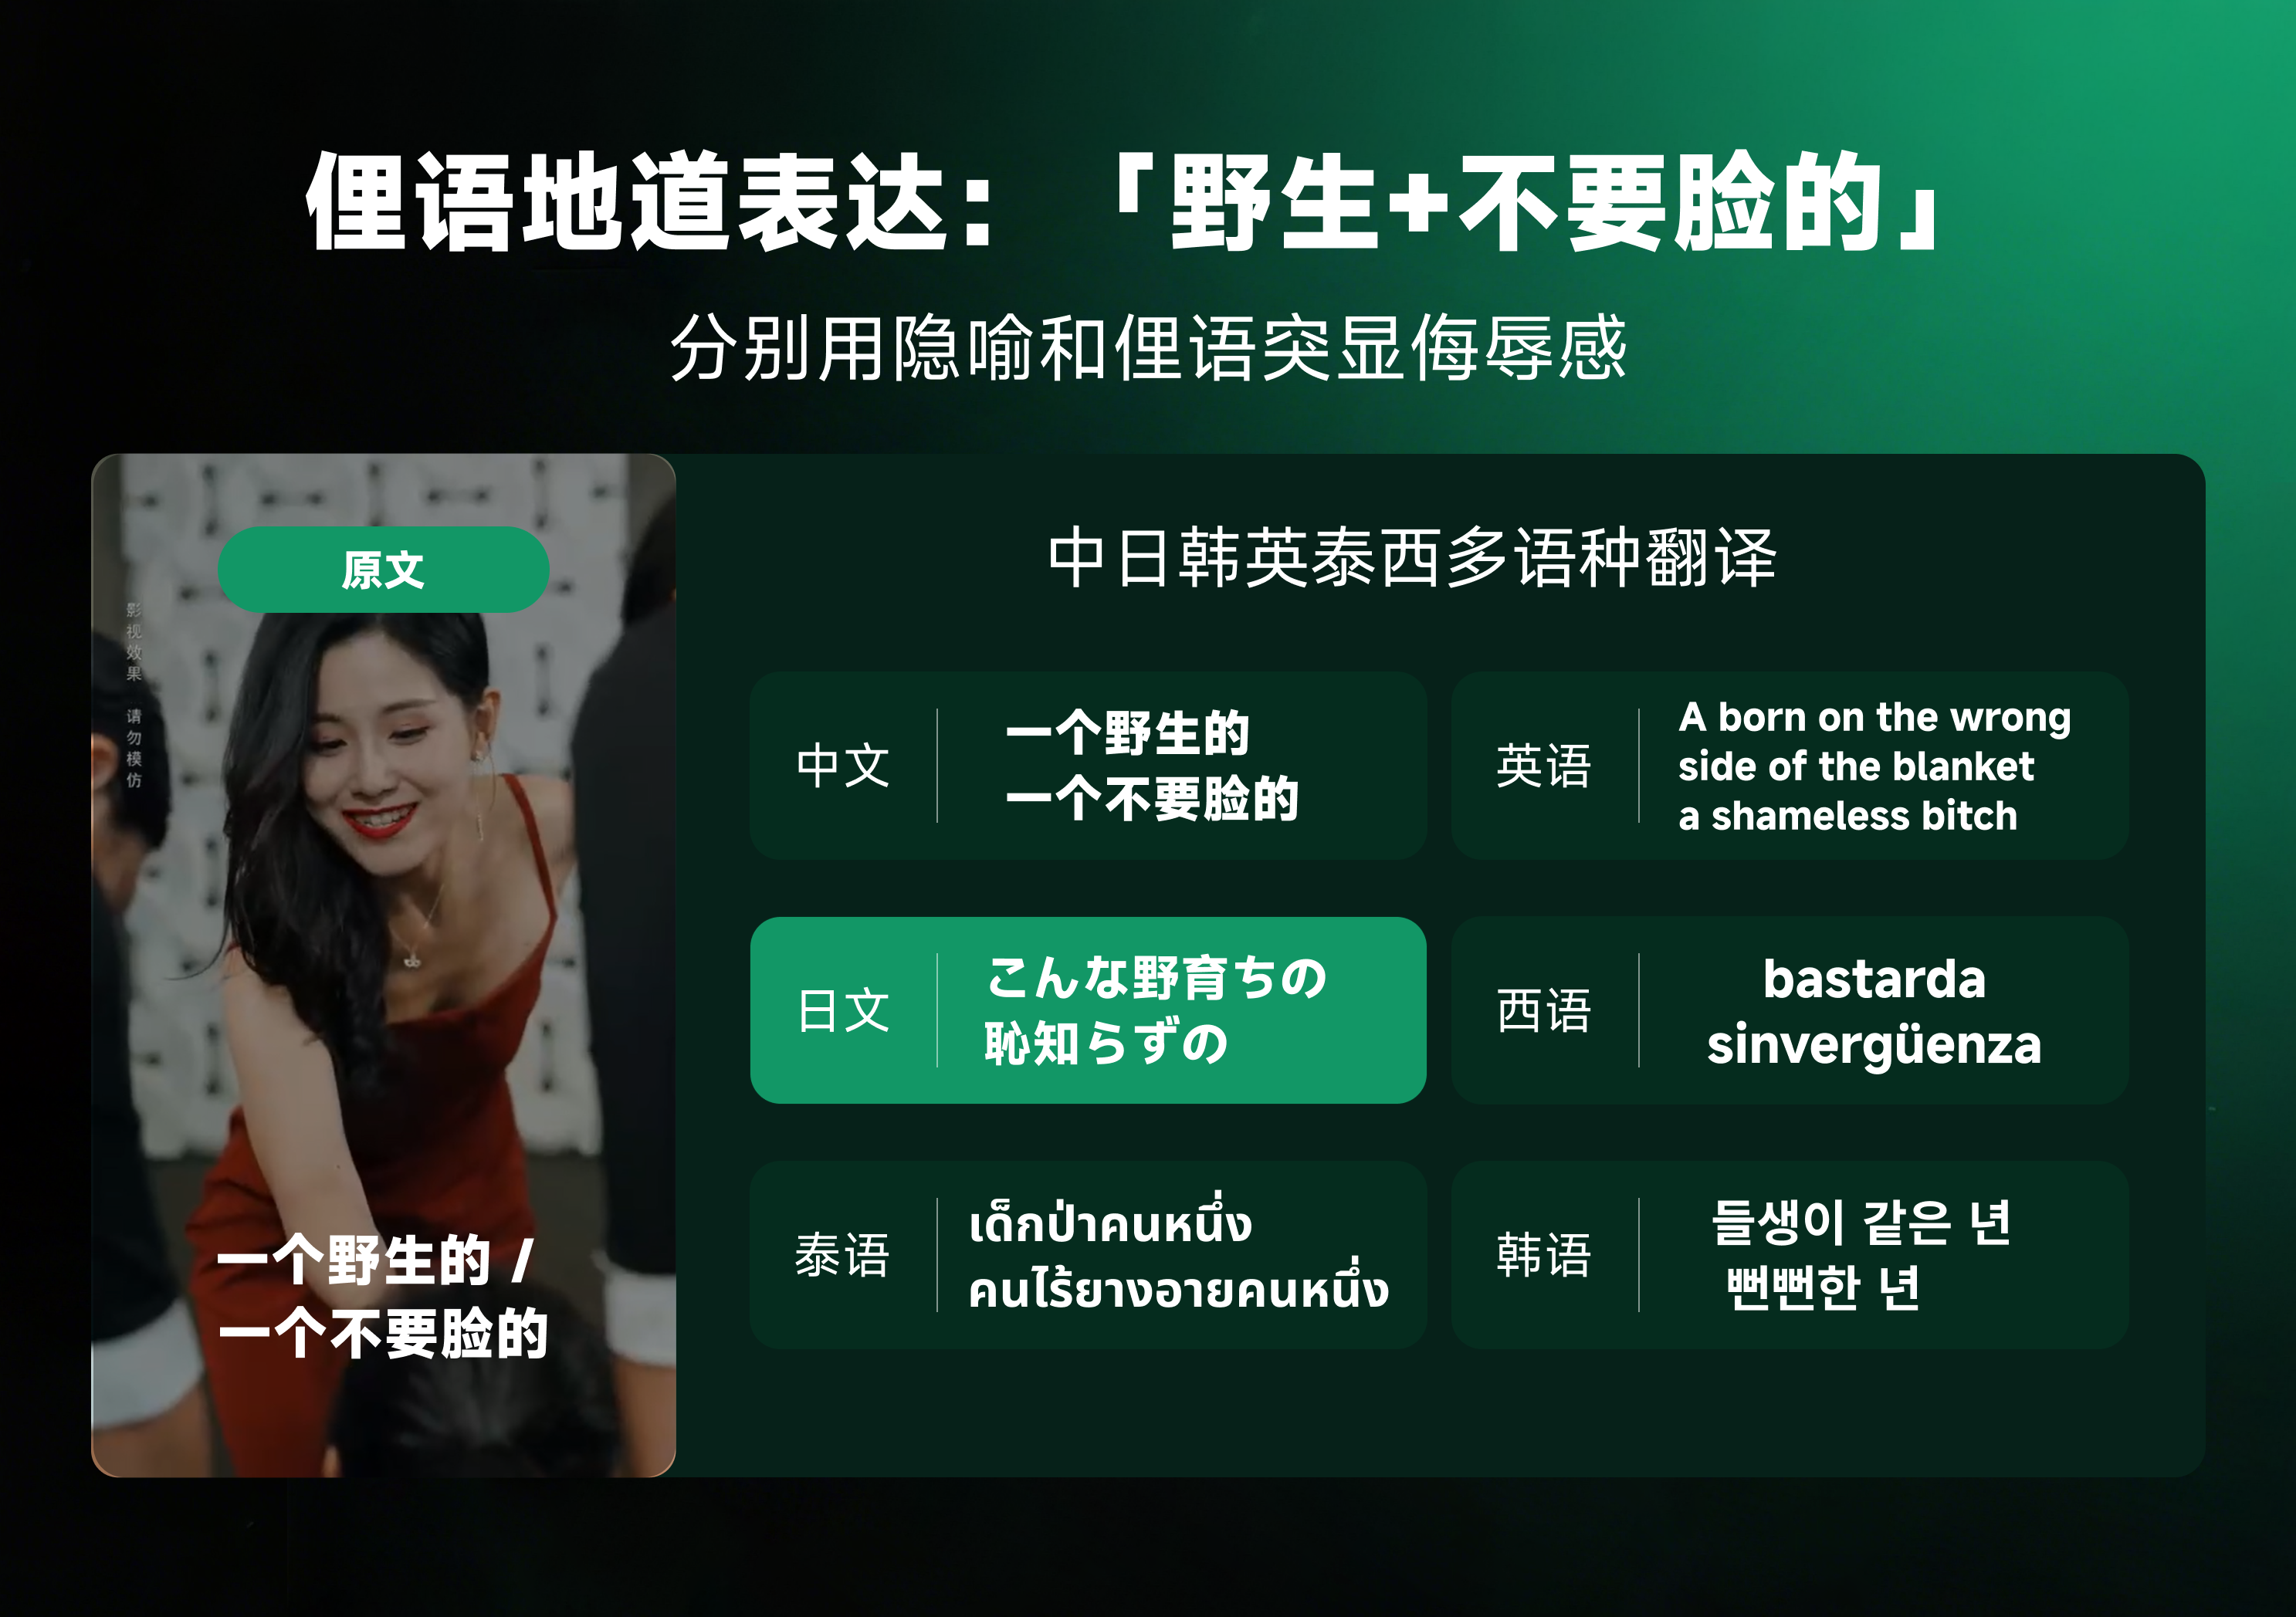 俚语地道表达：「野生+不要脸的」
分别用隐喻和俚语突显侮辱感
原文
影视效果 请勿模仿
一个野生的 /
一个不要脸的
中日韩英泰西多语种翻译
中文
一个野生的
一个不要脸的
英语
A born on the wrong
side of the blanket
a shameless bitch
日文
こんな野育ちの
恥知らずの
西语
bastarda
sinvergüenza
泰语
เด็กป่าคนหนึ่ง
คนไร้ยางอายคนหนึ่ง
韩语
들생이 같은 년
뻔뻔한 년